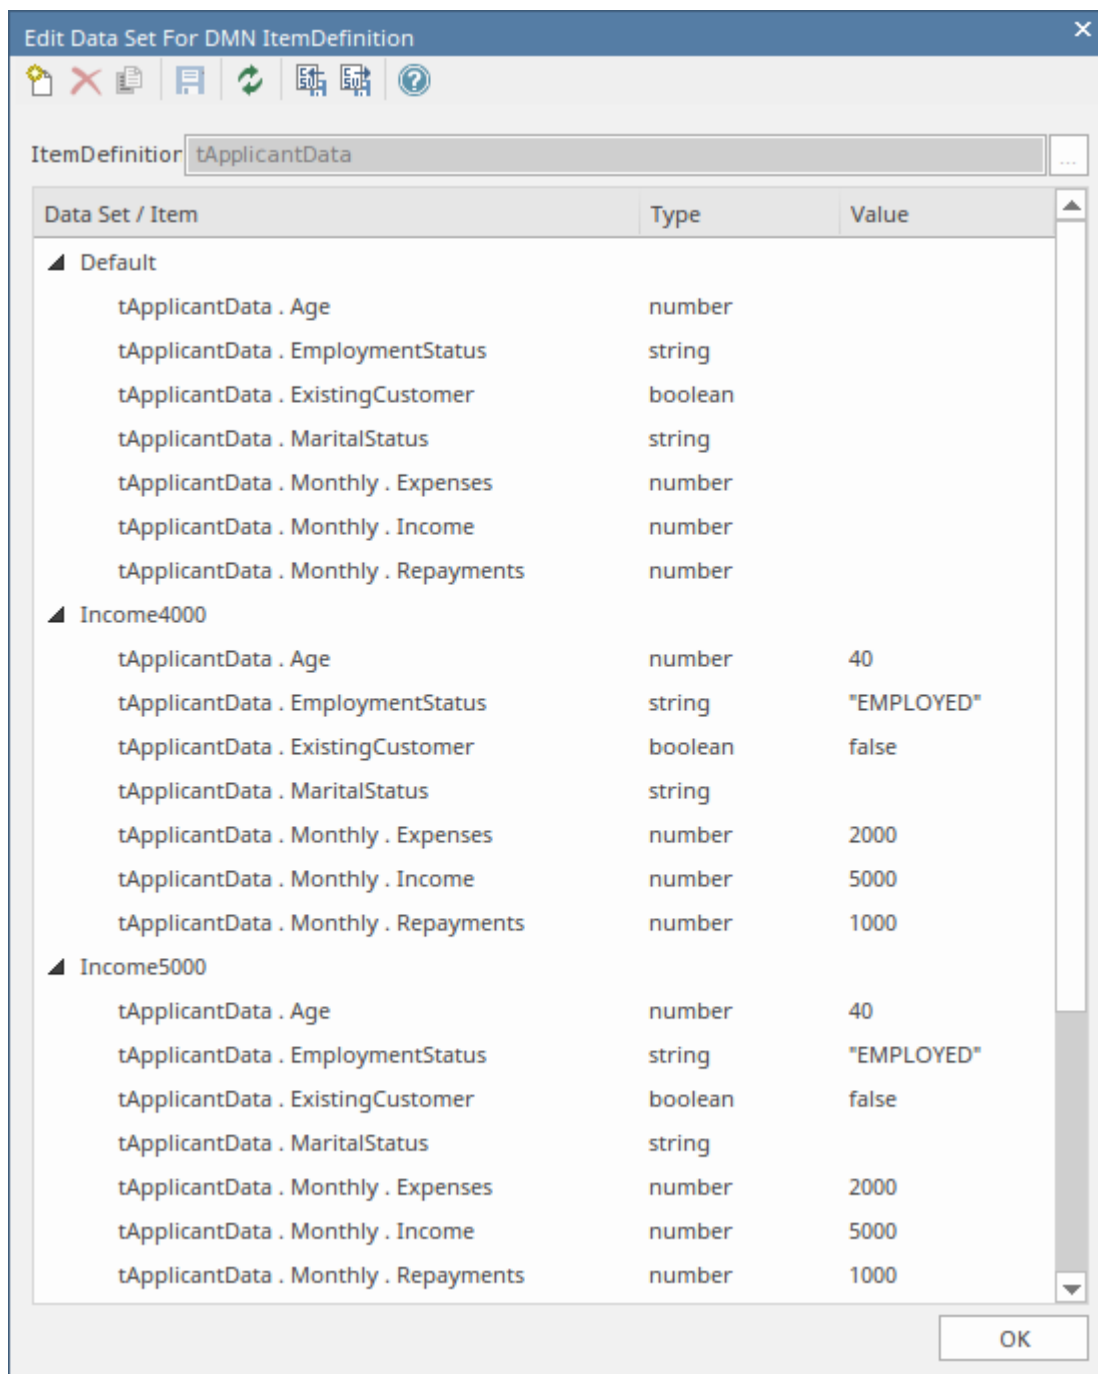 Edit Data Set For DMN ItemDefinition
ItemDefinition tApplicantData ...
Data Set / Item Type Value
Default
tApplicantData . Age number
tApplicantData . EmploymentStatus string
tApplicantData . ExistingCustomer boolean
tApplicantData . MaritalStatus string
tApplicantData . Monthly . Expenses number
tApplicantData . Monthly . Income number
tApplicantData . Monthly . Repayments number
Income4000
tApplicantData . Age number 40
tApplicantData . EmploymentStatus string "EMPLOYED"
tApplicantData . ExistingCustomer boolean false
tApplicantData . MaritalStatus string
tApplicantData . Monthly . Expenses number 2000
tApplicantData . Monthly . Income number 5000
tApplicantData . Monthly . Repayments number 1000
Income5000
tApplicantData . Age number 40
tApplicantData . EmploymentStatus string "EMPLOYED"
tApplicantData . ExistingCustomer boolean false
tApplicantData . MaritalStatus string
tApplicantData . Monthly . Expenses number 2000
tApplicantData . Monthly . Income number 5000
tApplicantData . Monthly . Repayments number 1000
OK